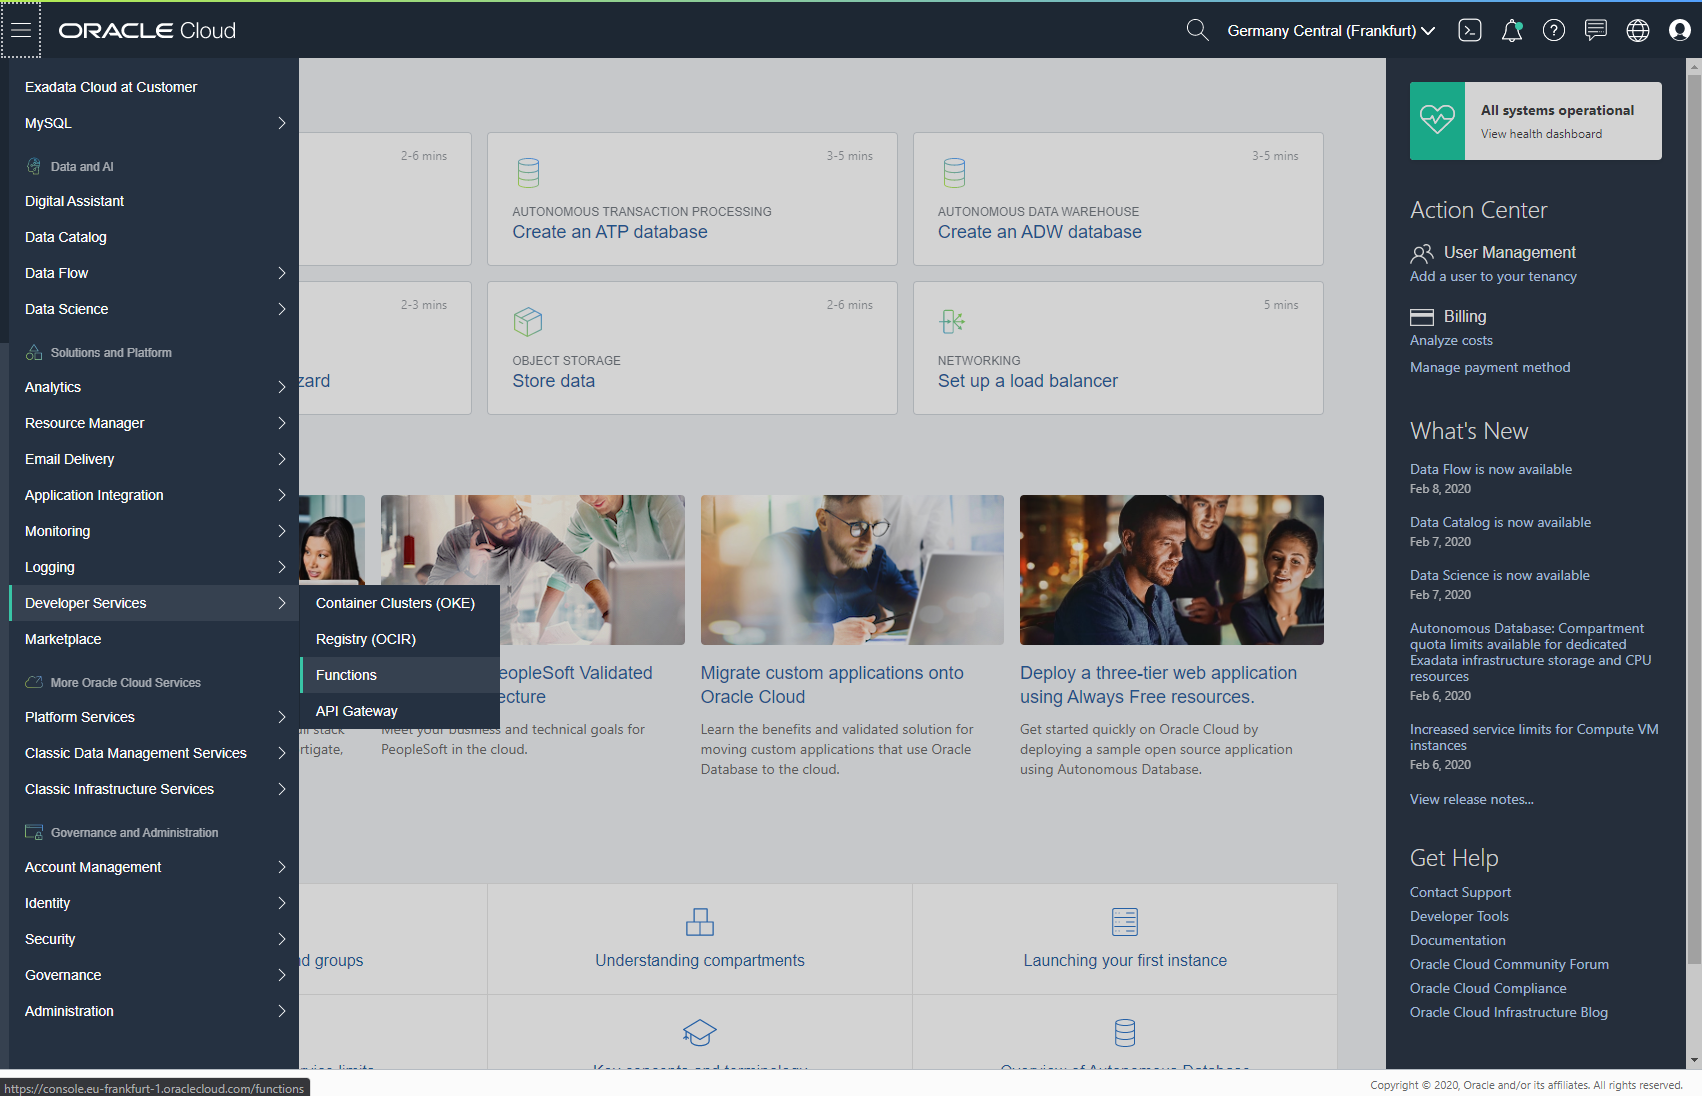 ORACLE Cloud
Germany Central (Frankfurt)
Exadata Cloud at Customer
MySQL
Data and AI
Digital Assistant
Data Catalog
Data Flow
Data Science
Solutions and Platform
Analytics
Resource Manager
Email Delivery
Application Integration
Monitoring
Logging
Developer Services
Marketplace
More Oracle Cloud Services
Platform Services
Classic Data Management Services
Classic Infrastructure Services
Governance and Administration
Account Management
Identity
Security
Governance
Administration
Container Clusters (OKE)
Registry (OCIR)
Functions
API Gateway
2-6 mins
3-5 mins
AUTONOMOUS TRANSACTION PROCESSING
Create an ATP database
3-5 mins
AUTONOMOUS DATA WAREHOUSE
Create an ADW database
2-3 mins
zard
2-6 mins
OBJECT STORAGE
Store data
5 mins
NETWORKING
Set up a load balancer
stack
rtigate,
eopleSoft Validated
ecture
Meet your business and technical goals for
PeopleSoft in the cloud.
Migrate custom applications onto
Oracle Cloud
Learn the benefits and validated solution for
moving custom applications that use Oracle
Database to the cloud.
Deploy a three-tier web application
using Always Free resources.
Get started quickly on Oracle Cloud by
deploying a sample open source application
using Autonomous Database.
d groups
Understanding compartments
Launching your first instance
rvice limits
Key concepts and terminology
Overview of Autonomous Database
All systems operational
View health dashboard
Action Center
User Management
Add a user to your tenancy
Billing
Analyze costs
Manage payment method
What's New
Data Flow is now available
Feb 8, 2020
Data Catalog is now available
Feb 7, 2020
Data Science is now available
Feb 7, 2020
Autonomous Database: Compartment
quota limits available for dedicated
Exadata infrastructure storage and CPU
resources
Feb 6, 2020
Increased service limits for Compute VM
instances
Feb 6, 2020
View release notes...
Get Help
Contact Support
Developer Tools
Documentation
Oracle Cloud Community Forum
Oracle Cloud Compliance
Oracle Cloud Infrastructure Blog
https://console.eu-frankfurt-1.oraclecloud.com/functions
Copyright © 2020, Oracle and/or its affiliates. All rights reserved.